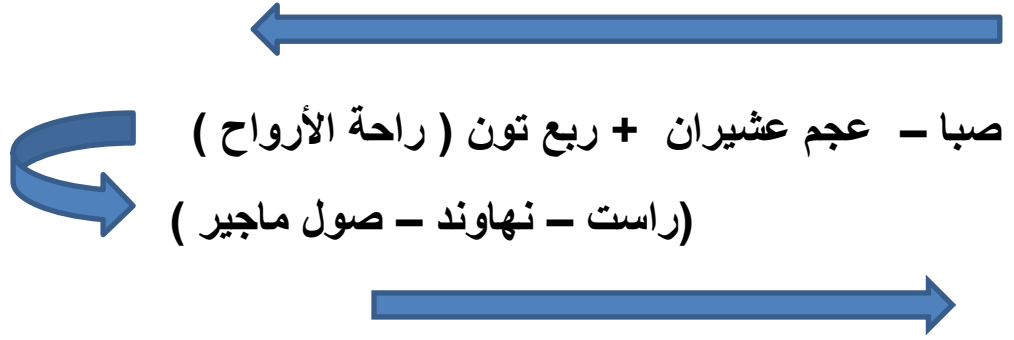 صبا – عجم عشيران + ربع تون ( راحة الأرواح )
(راست – نهاوند – صول ماجير )